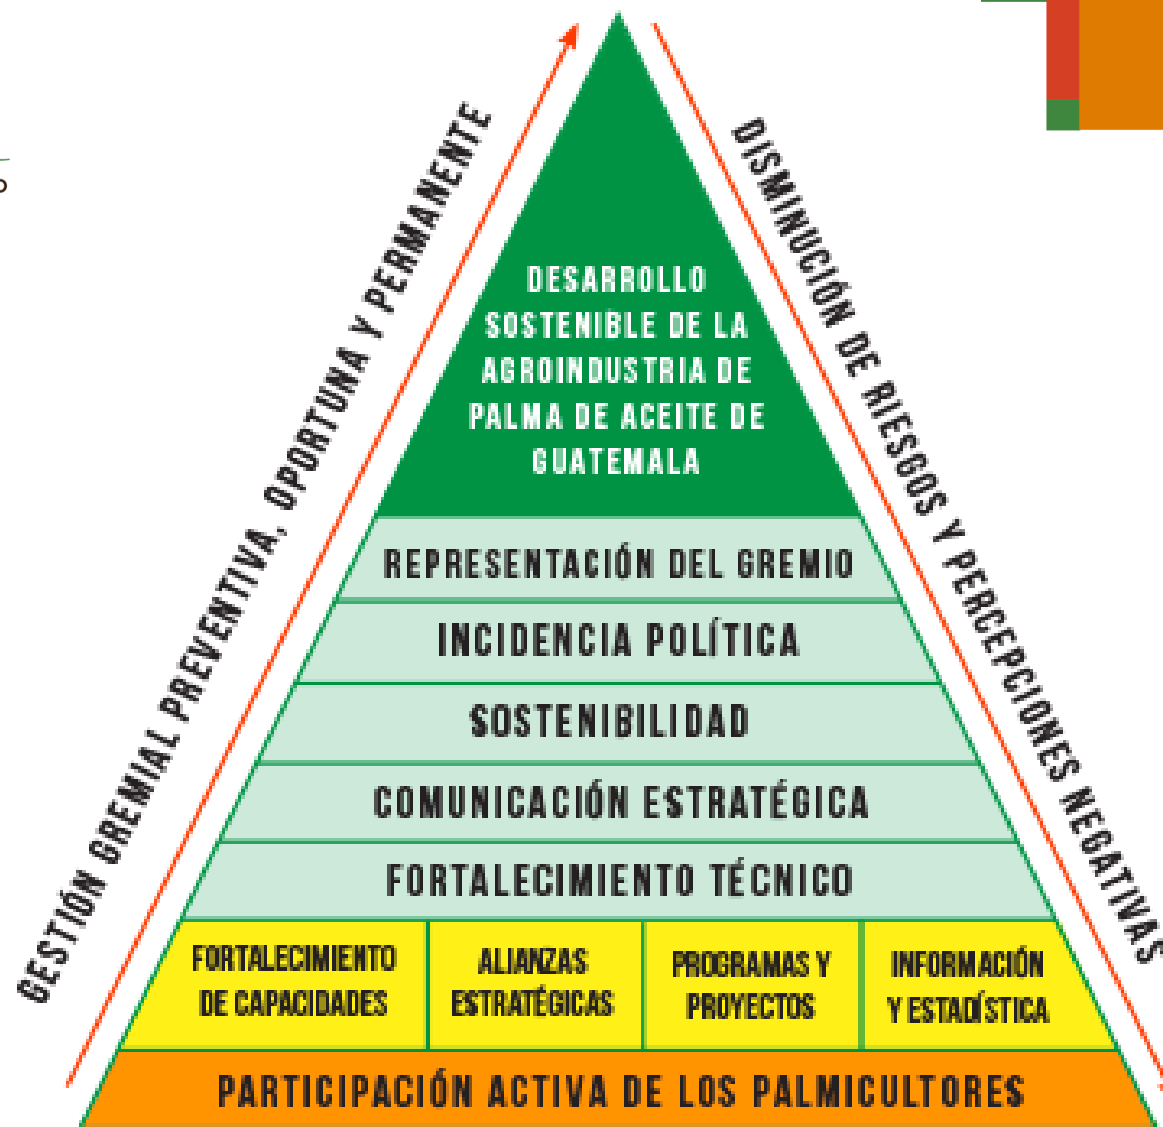 GESTIÓN GREMIAL PREVENTIVA, OPORTUNA Y PERMANENTE
DISMINUCIÓN DE RIESGOS Y PERCEPCIONES NEGATIVAS
DESARROLLO
SOSTENIBLE DE LA
AGROINDUSTRIA DE
PALMA DE ACEITE DE
GUATEMALA
REPRESENTACIÓN DEL GREMIO
INCIDENCIA POLÍTICA
SOSTENIBILIDAD
COMUNICACIÓN ESTRATÉGICA
FORTALECIMIENTO TÉCNICO
FORTALECIMIENTO
DE CAPACIDADES
ALIANZAS
ESTRATÉGICAS
PROGRAMAS Y
PROYECTOS
INFORMACIÓN
Y ESTADÍSTICA
PARTICIPACIÓN ACTIVA DE LOS PALMICULTORES